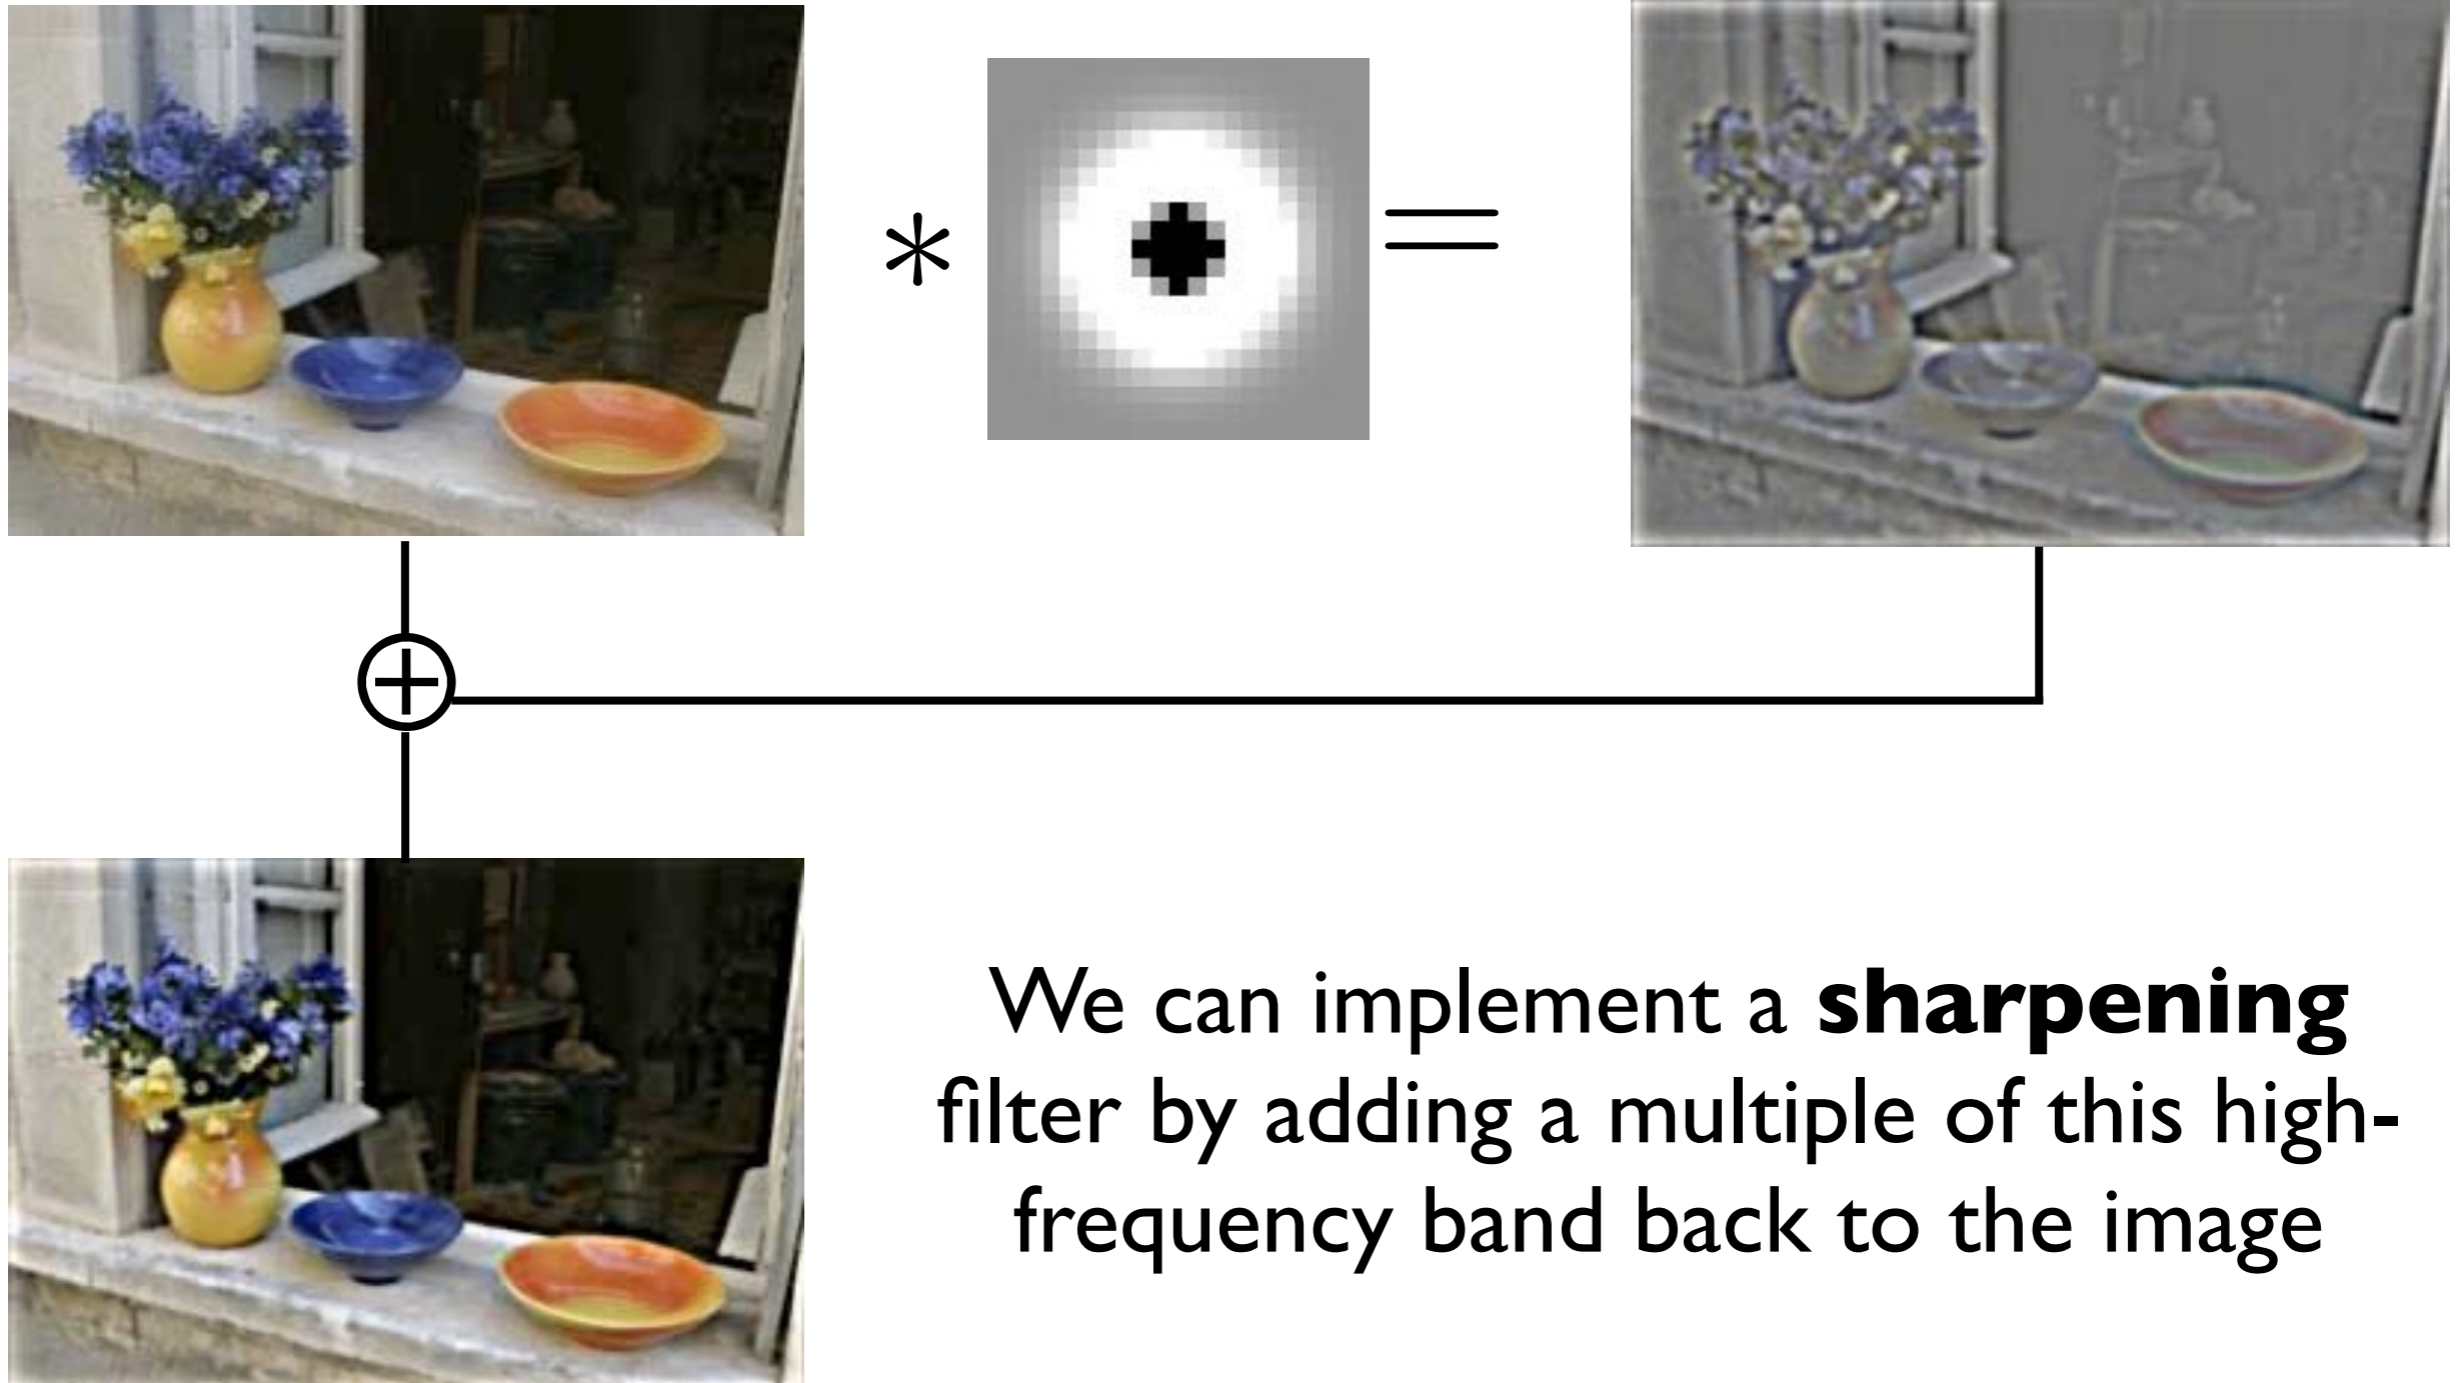 We can implement a sharpening
filter by adding a multiple of this high-
frequency band back to the image